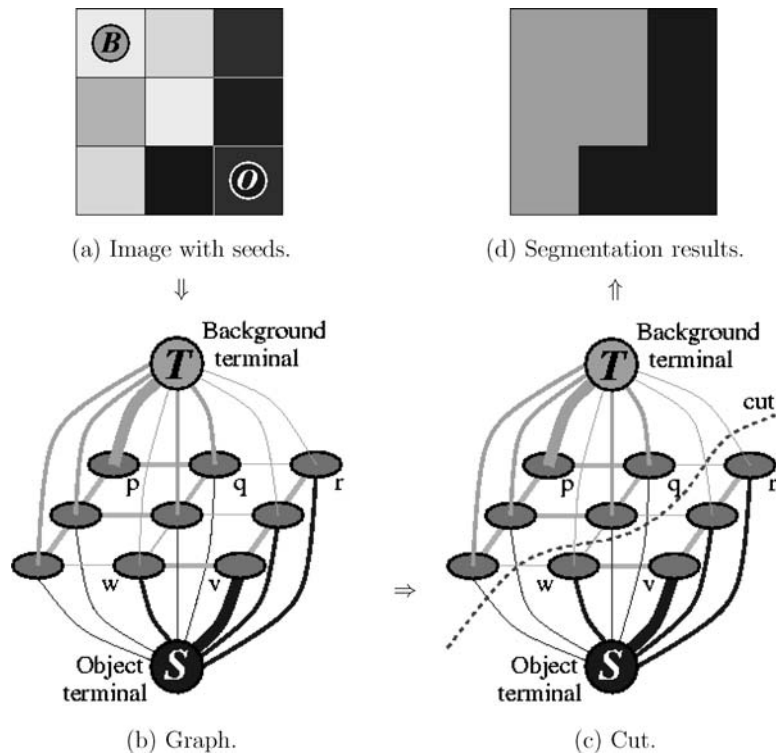 B
O
(a) Image with seeds.
(d) Segmentation results.
⇓
⇑
Background
terminal
T
p
q
r
w
v
S
Object
terminal
(b) Graph.
⇒
Background
terminal
T
cut
p
q
r
w
v
S
Object
terminal
(c) Cut.